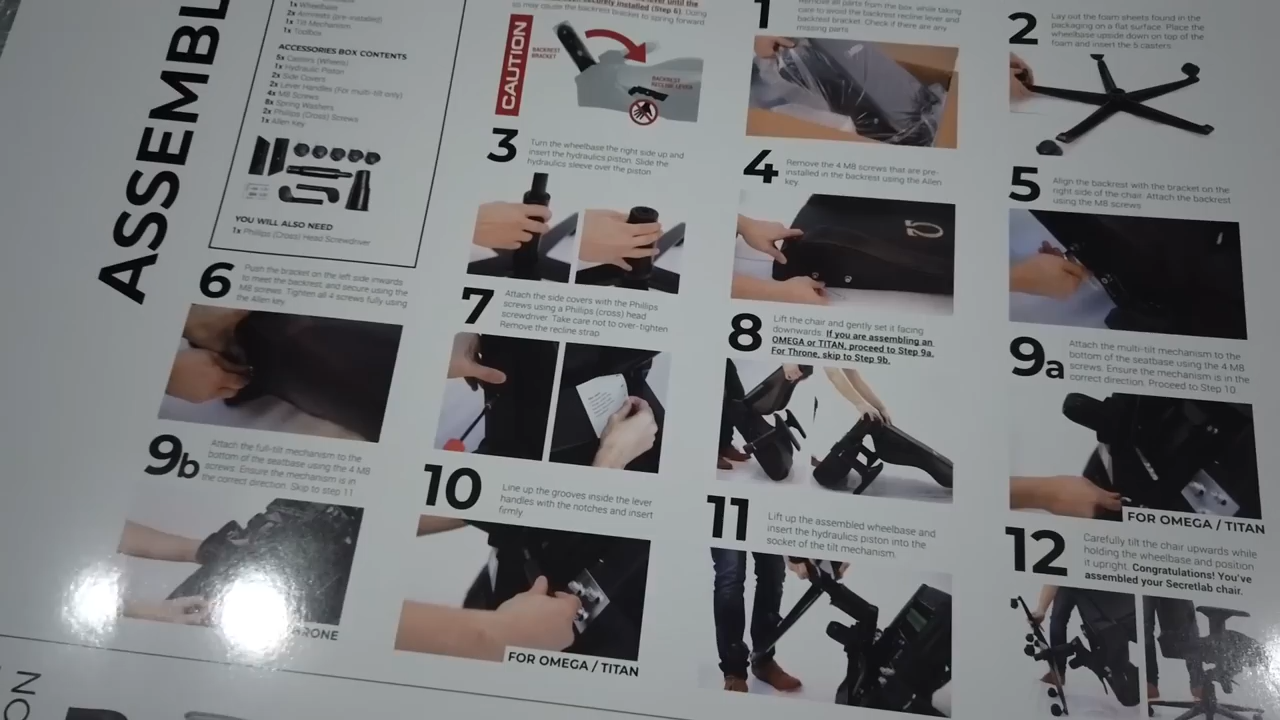 ASSEMBL
1x Wheelbase
2x Armrests (pre-installed)
1x Tilt Mechanism
1x Toolbox
ACCESSORIES BOX CONTENTS
5x Casters (Wheels)
1x Hydraulic Piston
2x Side Covers
2x Lever Handles (For multi-tilt only)
4x M8 Screws
8x Spring Washers
2x Phillips (Cross) Screws
1x Allen Key
YOU WILL ALSO NEED
1x Phillips (Cross) Head Screwdriver
securely installed (Step 6). Doing
so may cause the backrest bracket to spring forward
CAUTION
BACKREST
BRACKET
BACKREST
RECLINE LEVER
1
Remove all parts from the box, while taking
care to avoid the backrest recline lever and
backrest bracket. Check if there are any
missing parts.
2
Lay out the foam sheets found in the
packaging on a flat surface. Place the
wheelbase upside down on top of the
foam and insert the 5 casters.
3
Turn the wheelbase the right side up and
insert the hydraulics piston. Slide the
hydraulics sleeve over the piston
4
Remove the 4 M8 screws that are pre-
installed in the backrest using the Allen
key
5
Align the backrest with the bracket on the
right side of the chair. Attach the backrest
using the M8 screws
6
Push the bracket on the left side inwards
to meet the backrest, and secure using the
M8 screws. Tighten all 4 screws fully using
the Allen key.
7
Attach the side covers with the Phillips
screws using a Phillips (cross) head
screwdriver. Take care not to over-tighten
Remove the recline strap
8
Lift the chair and gently set it facing
downwards. If you are assembling an
OMEGA or TITAN, proceed to Step 9a.
For Throne, skip to Step 9b.
9a
Attach the multi-tilt mechanism to the
bottom of the seatbase using the 4 M8
screws. Ensure the mechanism is in the
correct direction. Proceed to Step 10.
FOR OMEGA / TITAN
9b
Attach the full-tilt mechanism to the
bottom of the seatbase using the 4 M8
screws. Ensure the mechanism is in
the correct direction. Skip to step 11
RONE
10
Line up the grooves inside the lever
handles with the notches and insert
firmly
FOR OMEGA / TITAN
11
Lift up the assembled wheelbase and
insert the hydraulics piston into the
socket of the tilt mechanism.
12
Carefully tilt the chair upwards while
holding the wheelbase and position
it upright. Congratulations! You've
assembled your Secretlab chair.
ON